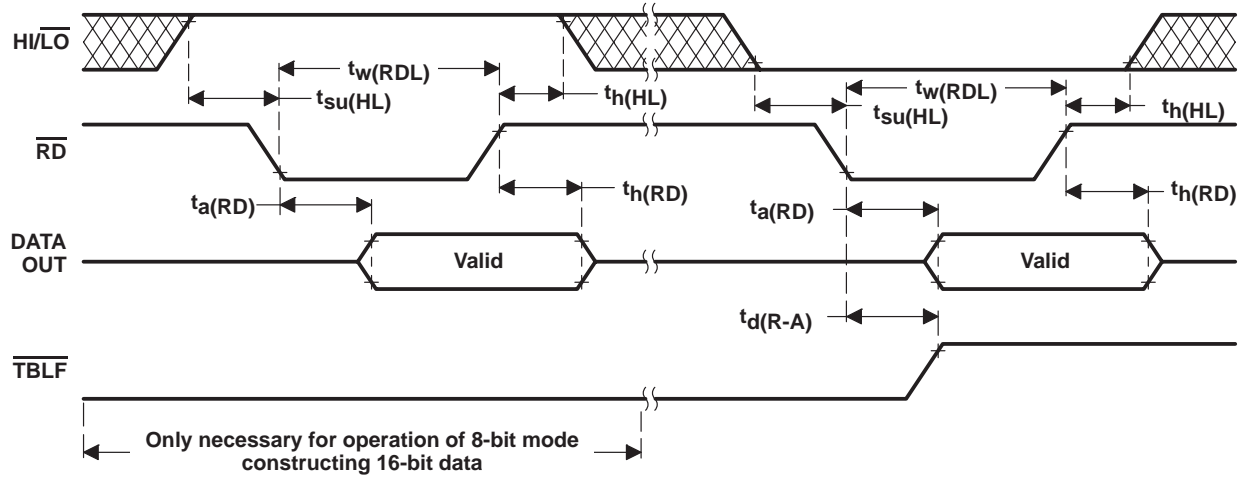 HI/LO
tw(RDL)
tsu(HL)
th(HL)
tw(RDL)
tsu(HL)
th(HL)
RD
ta(RD)
th(RD)
ta(RD)
th(RD)
DATA
OUT
Valid
Valid
td(R-A)
TBLF
Only necessary for operation of 8-bit mode
constructing 16-bit data